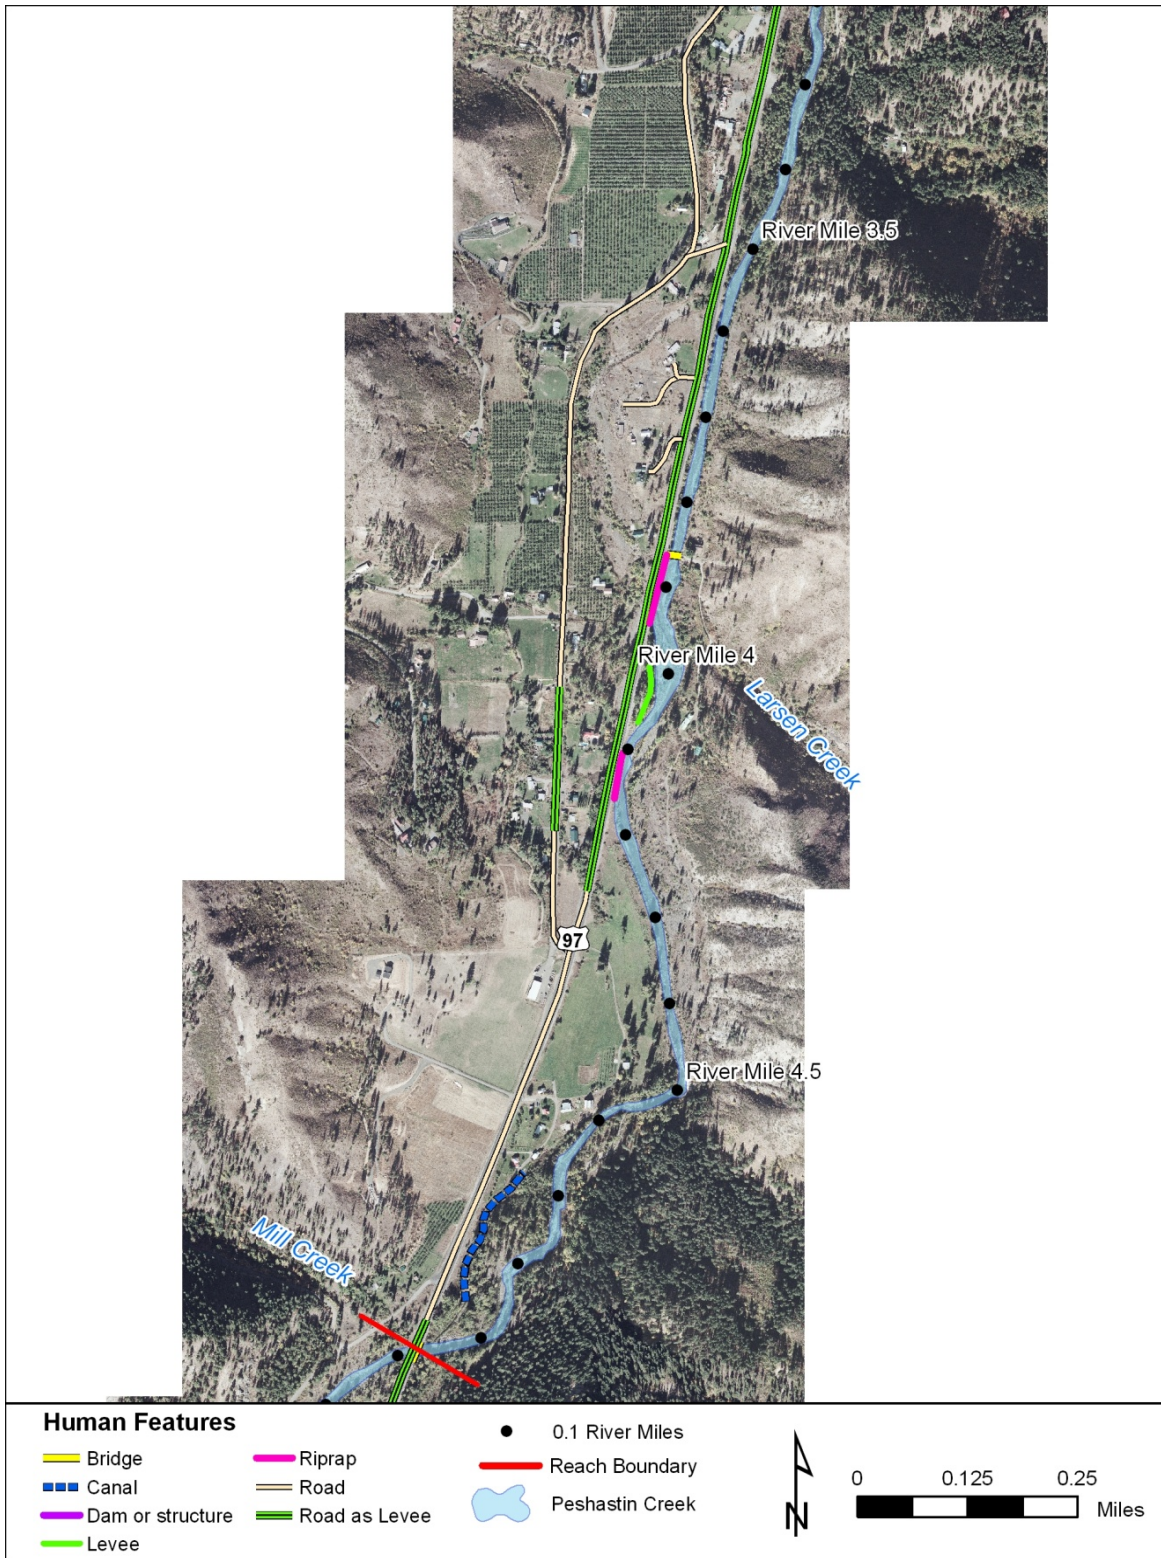 River Mile 3.5
River Mile 4
Larsen Creek
97
River Mile 4.5
Mill Creek
Human Features
Bridge
Canal
Dam or structure
Levee
Riprap
Road
Road as Levee
0.1 River Miles
Reach Boundary
Peshastin Creek
N
0 0.125 0.25
Miles